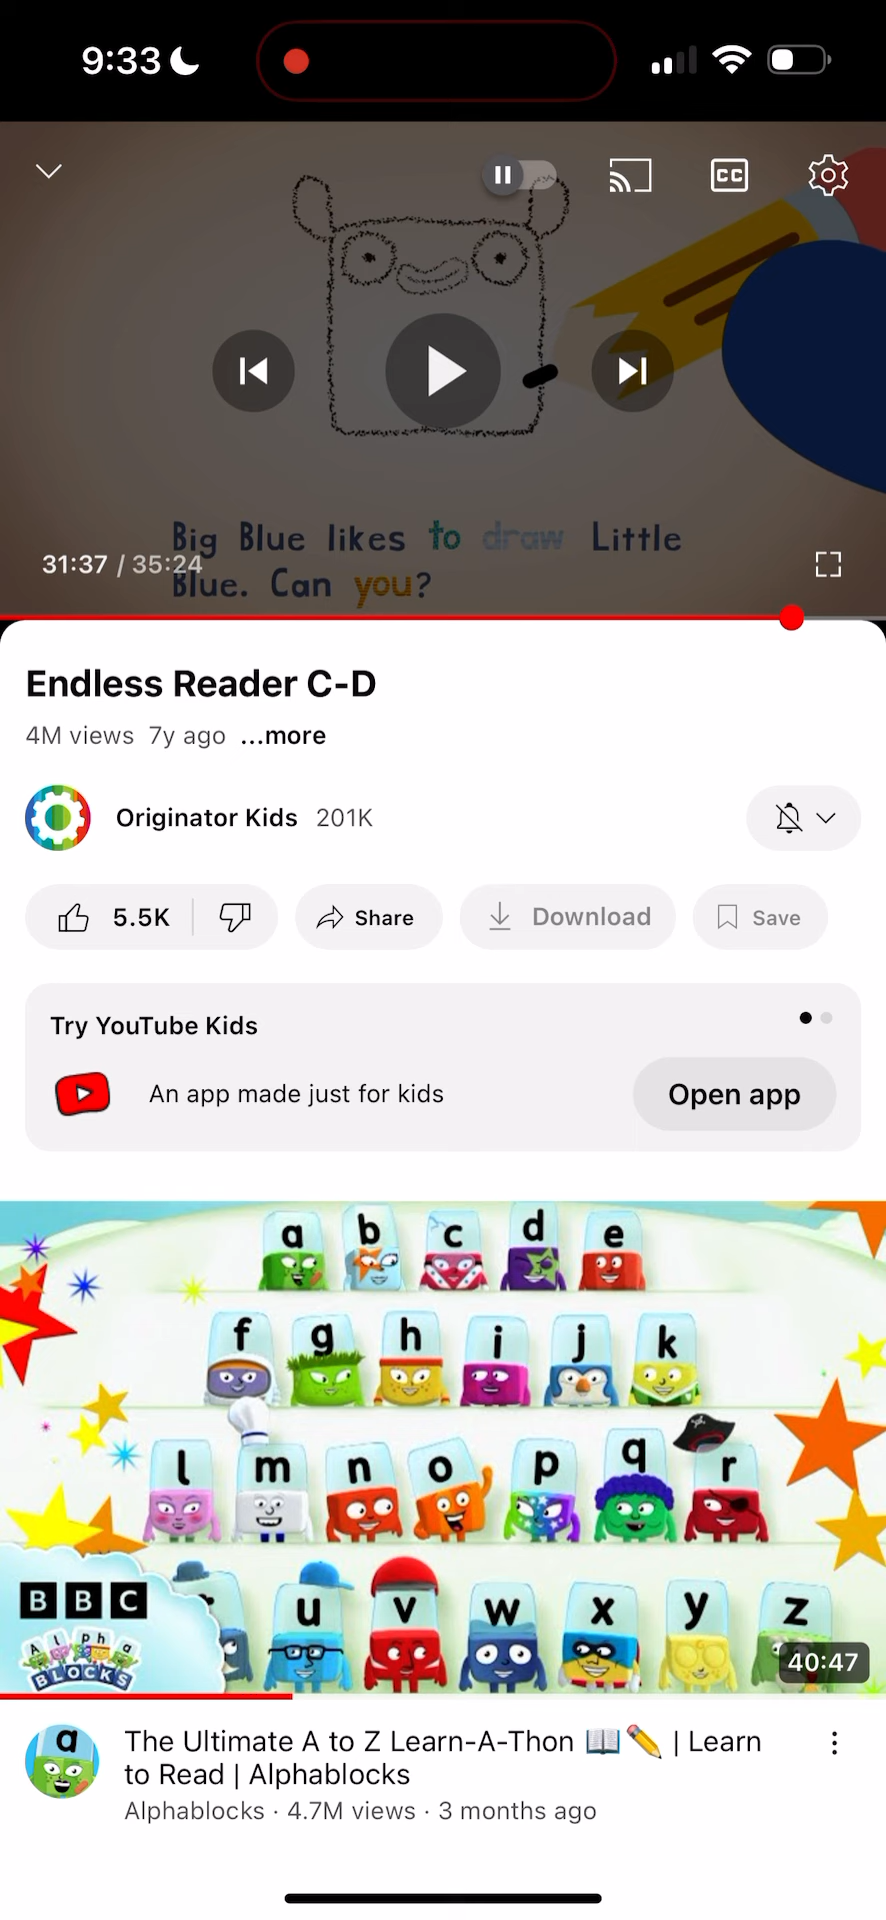 9:33
CC
Big Blue likes to draw Little
31:37 / 35:24
Blue. Can you?
Endless Reader C-D
4M views 7y ago ...more
Originator Kids 201K
5.5K Share Download Save
Try YouTube Kids
An app made just for kids Open app
a b c d e
f g h i j k
l m n o p q r
u v w x y z
BBC
Alpha
BLOCKS
40:47
a
The Ultimate A to Z Learn-A-Thon 📖✏️ | Learn
to Read | Alphablocks
Alphablocks · 4.7M views · 3 months ago